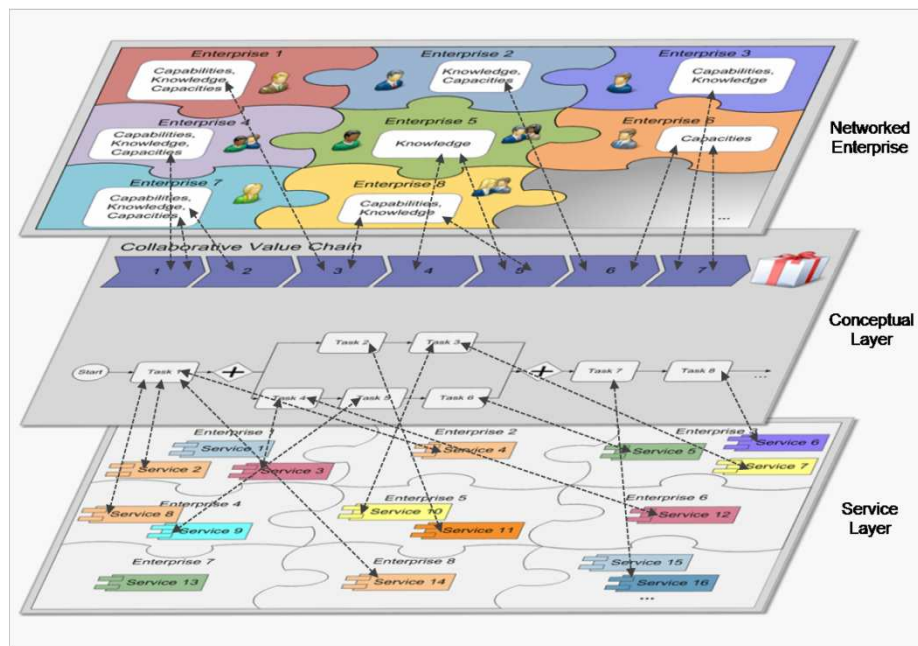 Enterprise 1
Capabilities,
Knowledge,
Capacities
Enterprise 2
Knowledge,
Capacities
Enterprise 3
Capabilities,
Knowledge
Enterprise 4
Capabilities,
Knowledge,
Capacities
Enterprise 5
Knowledge
Enterprise 6
Capacities
Networked
Enterprise
Enterprise 7
Capabilities,
Knowledge,
Capacities
Enterprise 8
Capabilities,
Knowledge
...
Collaborative Value Chain
1 2 3 4 5 6 7
Conceptual
Layer
Start
Task 1
Task 2
Task 3
Task 4
Task 5
Task 6
Task 7
Task 8
...
Enterprise
Service 1
Service 2
Service 3
Enterprise 2
Service 4
Enterprise
Service 5
Service 6
Service 7
Enterprise 4
Service 8
Service 9
Enterprise 5
Service 10
Service 11
Enterprise 6
Service 12
Service
Layer
Enterprise 7
Service 13
Enterprise 8
Service 14
Service 15
Service 16
...